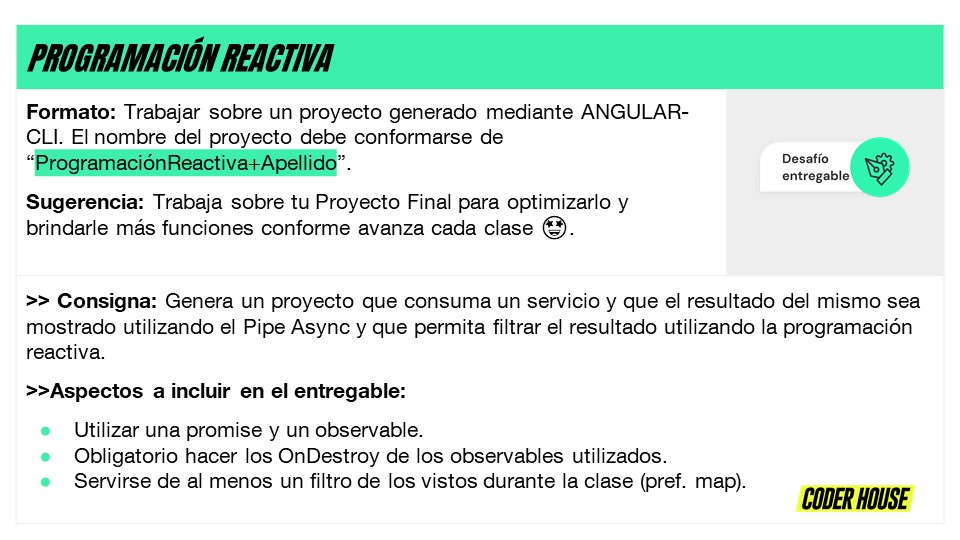 PROGRAMACIÓN REACTIVA
Formato: Trabajar sobre un proyecto generado mediante ANGULAR-
CLI. El nombre del proyecto debe conformarse de
“ProgramaciónReactiva+Apellido”.
Sugerencia: Trabaja sobre tu Proyecto Final para optimizarlo y
brindarle más funciones conforme avanza cada clase 🤩.
Desafío
entregable
>> Consigna: Genera un proyecto que consuma un servicio y que el resultado del mismo sea
mostrado utilizando el Pipe Async y que permita filtrar el resultado utilizando la programación
reactiva.
>>Aspectos a incluir en el entregable:
● Utilizar una promise y un observable.
● Obligatorio hacer los OnDestroy de los observables utilizados.
● Servirse de al menos un filtro de los vistos durante la clase (pref. map).
CODER HOUSE